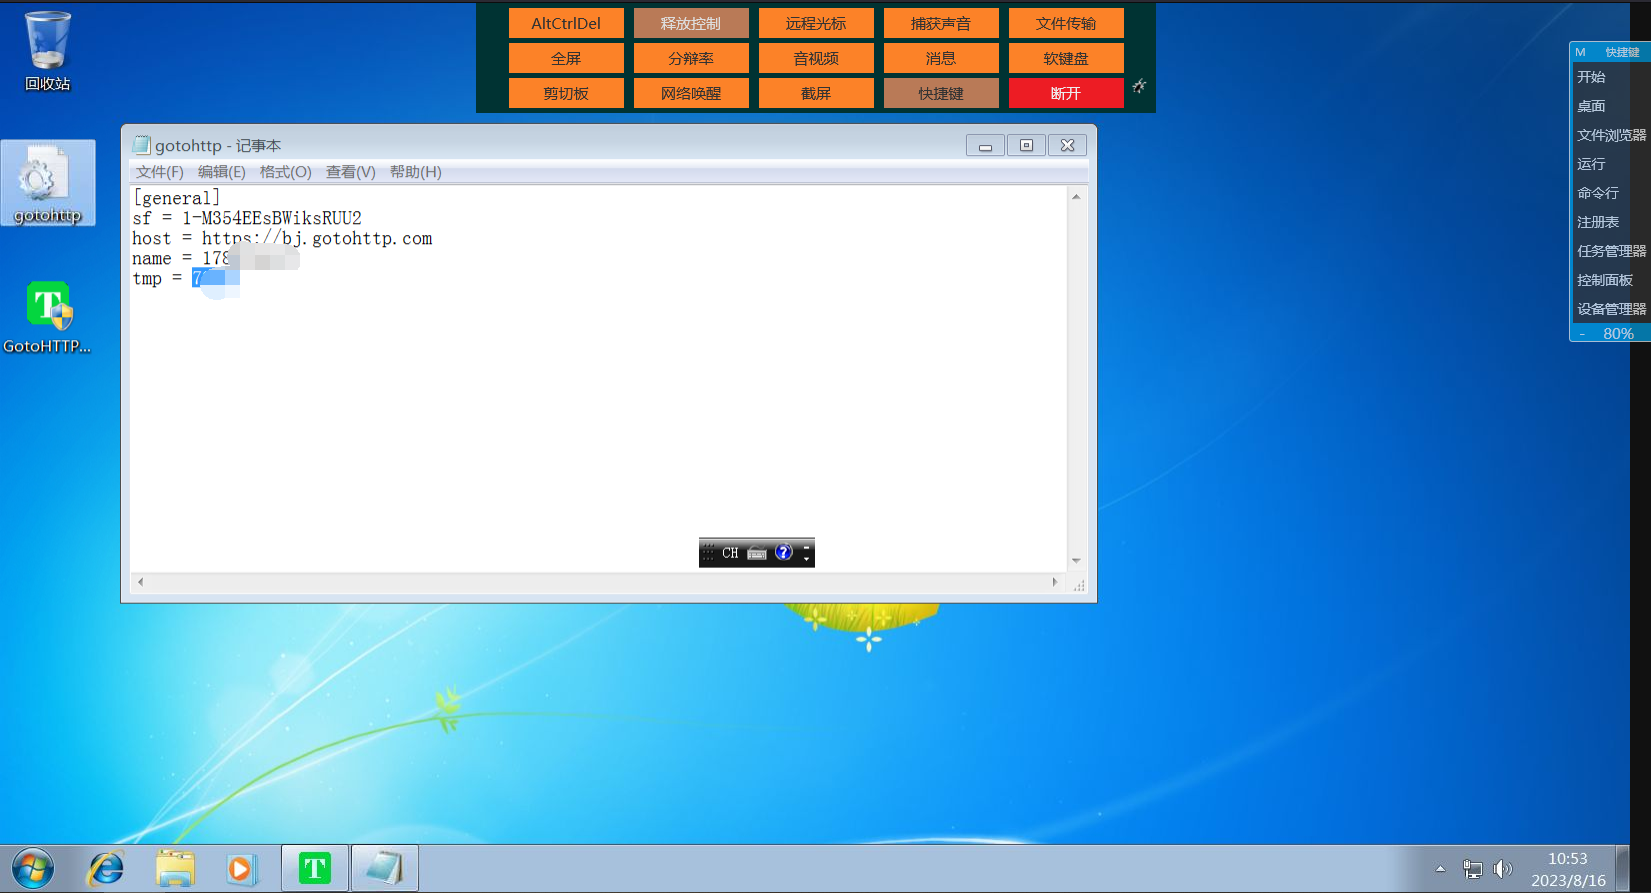 AltCtrlDel 释放控制 远程光标 捕获声音 文件传输
全屏 分辩率 音视频 消息 软键盘
剪切板 网络唤醒 截屏 快捷键 断开
回收站
gotohttp
GotoHTTP...
gotohttp - 记事本
文件(F) 编辑(E) 格式(O) 查看(V) 帮助(H)
[general]
sf = 1-M354EEsBWiksRUU2
host = https://bj.gotohttp.com
name = 178
tmp = 7
CH
M 快捷键
开始
桌面
文件浏览器
运行
命令行
注册表
任务管理器
控制面板
设备管理器
- 80%
T
10:53
2023/8/16